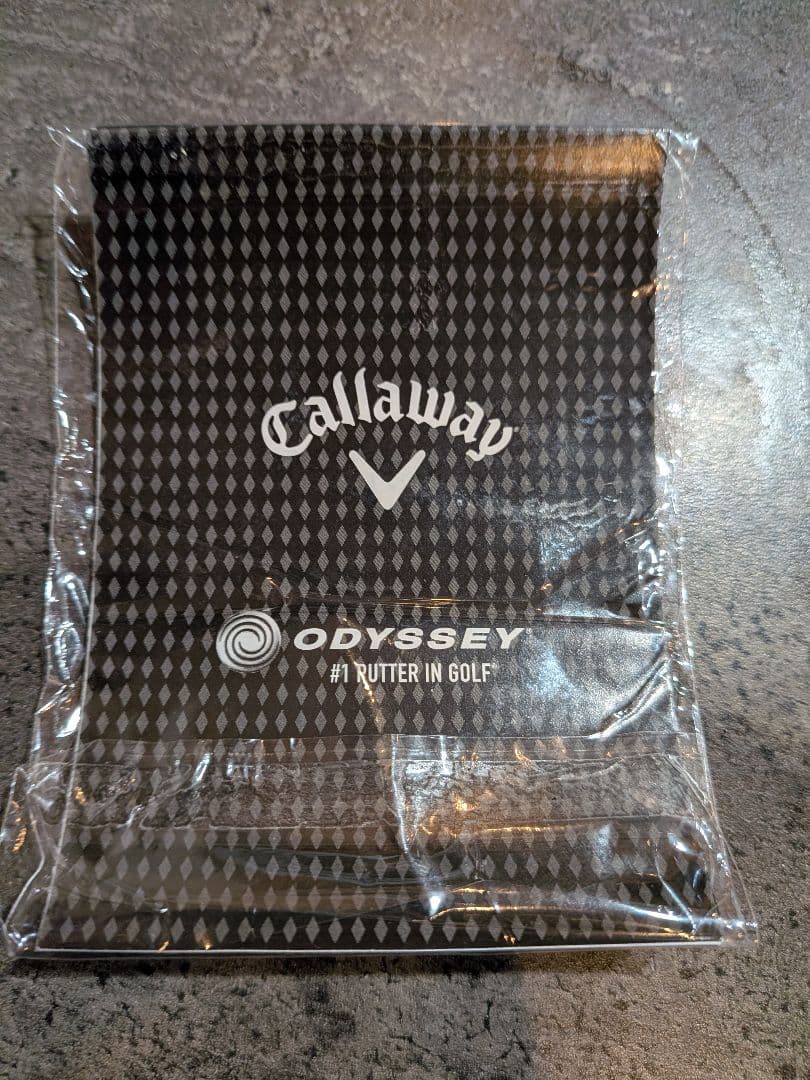 Callaway
ODYSSEY
#1 PUTTER IN GOLF®